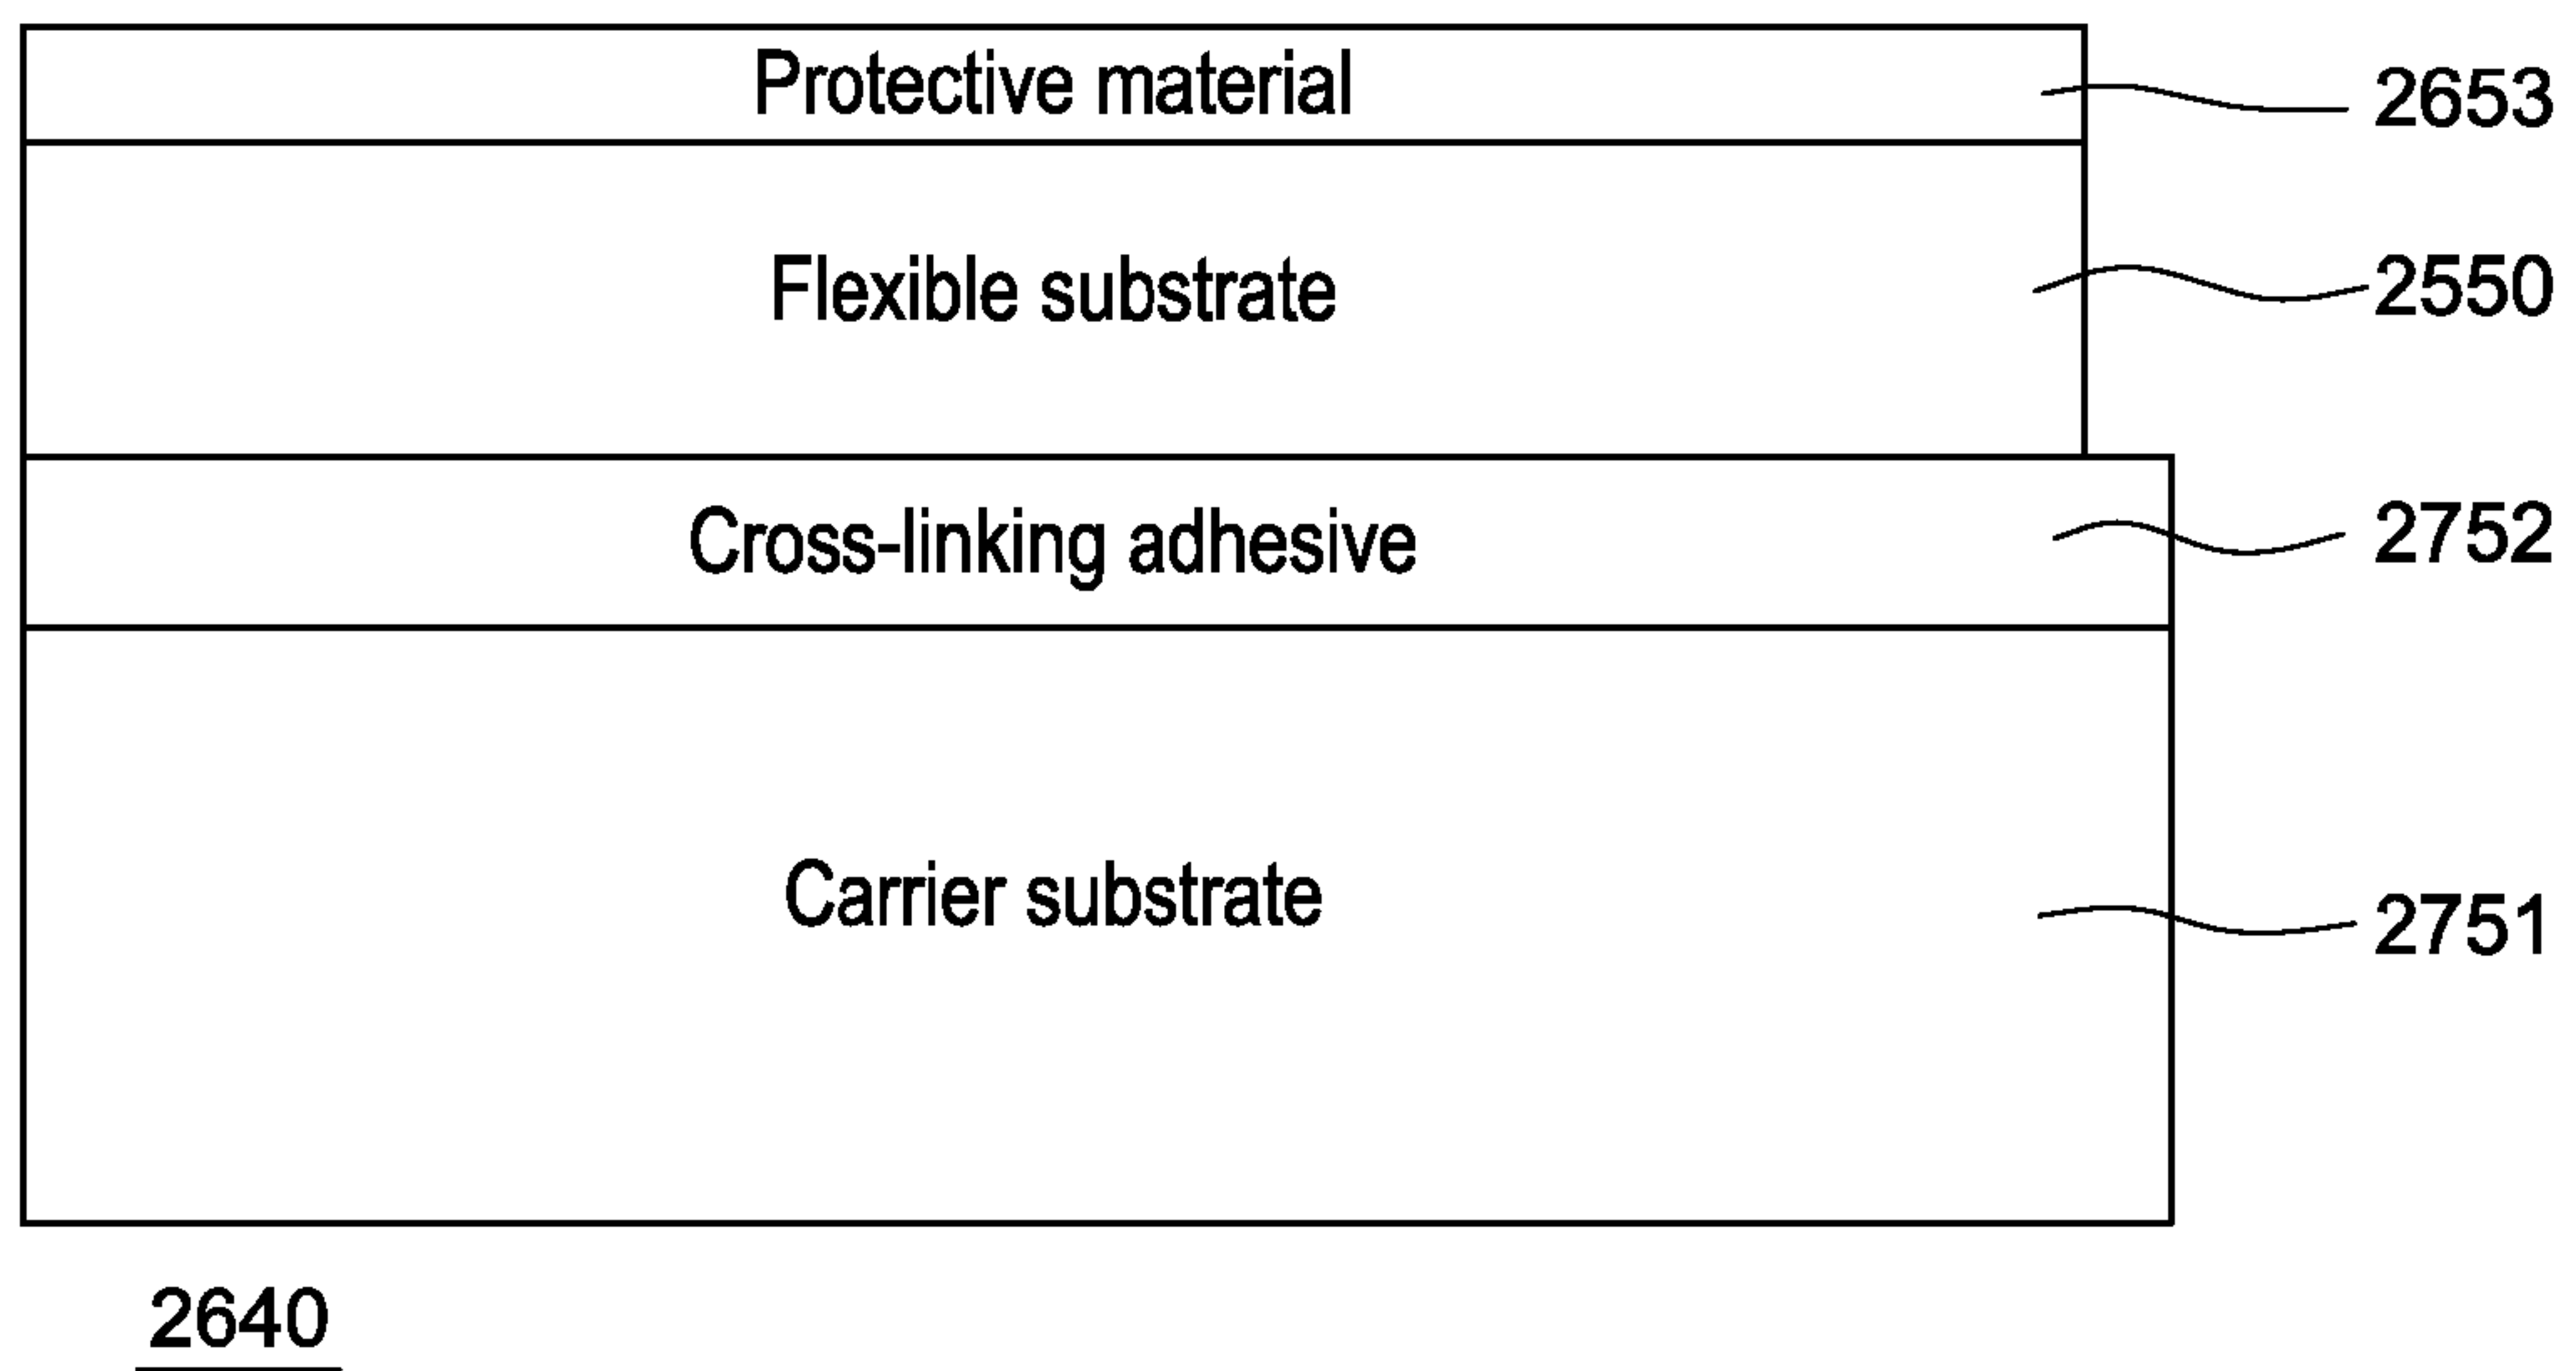 Protective material 2653
Flexible substrate 2550
Cross-linking adhesive 2752
Carrier substrate 2751
2640